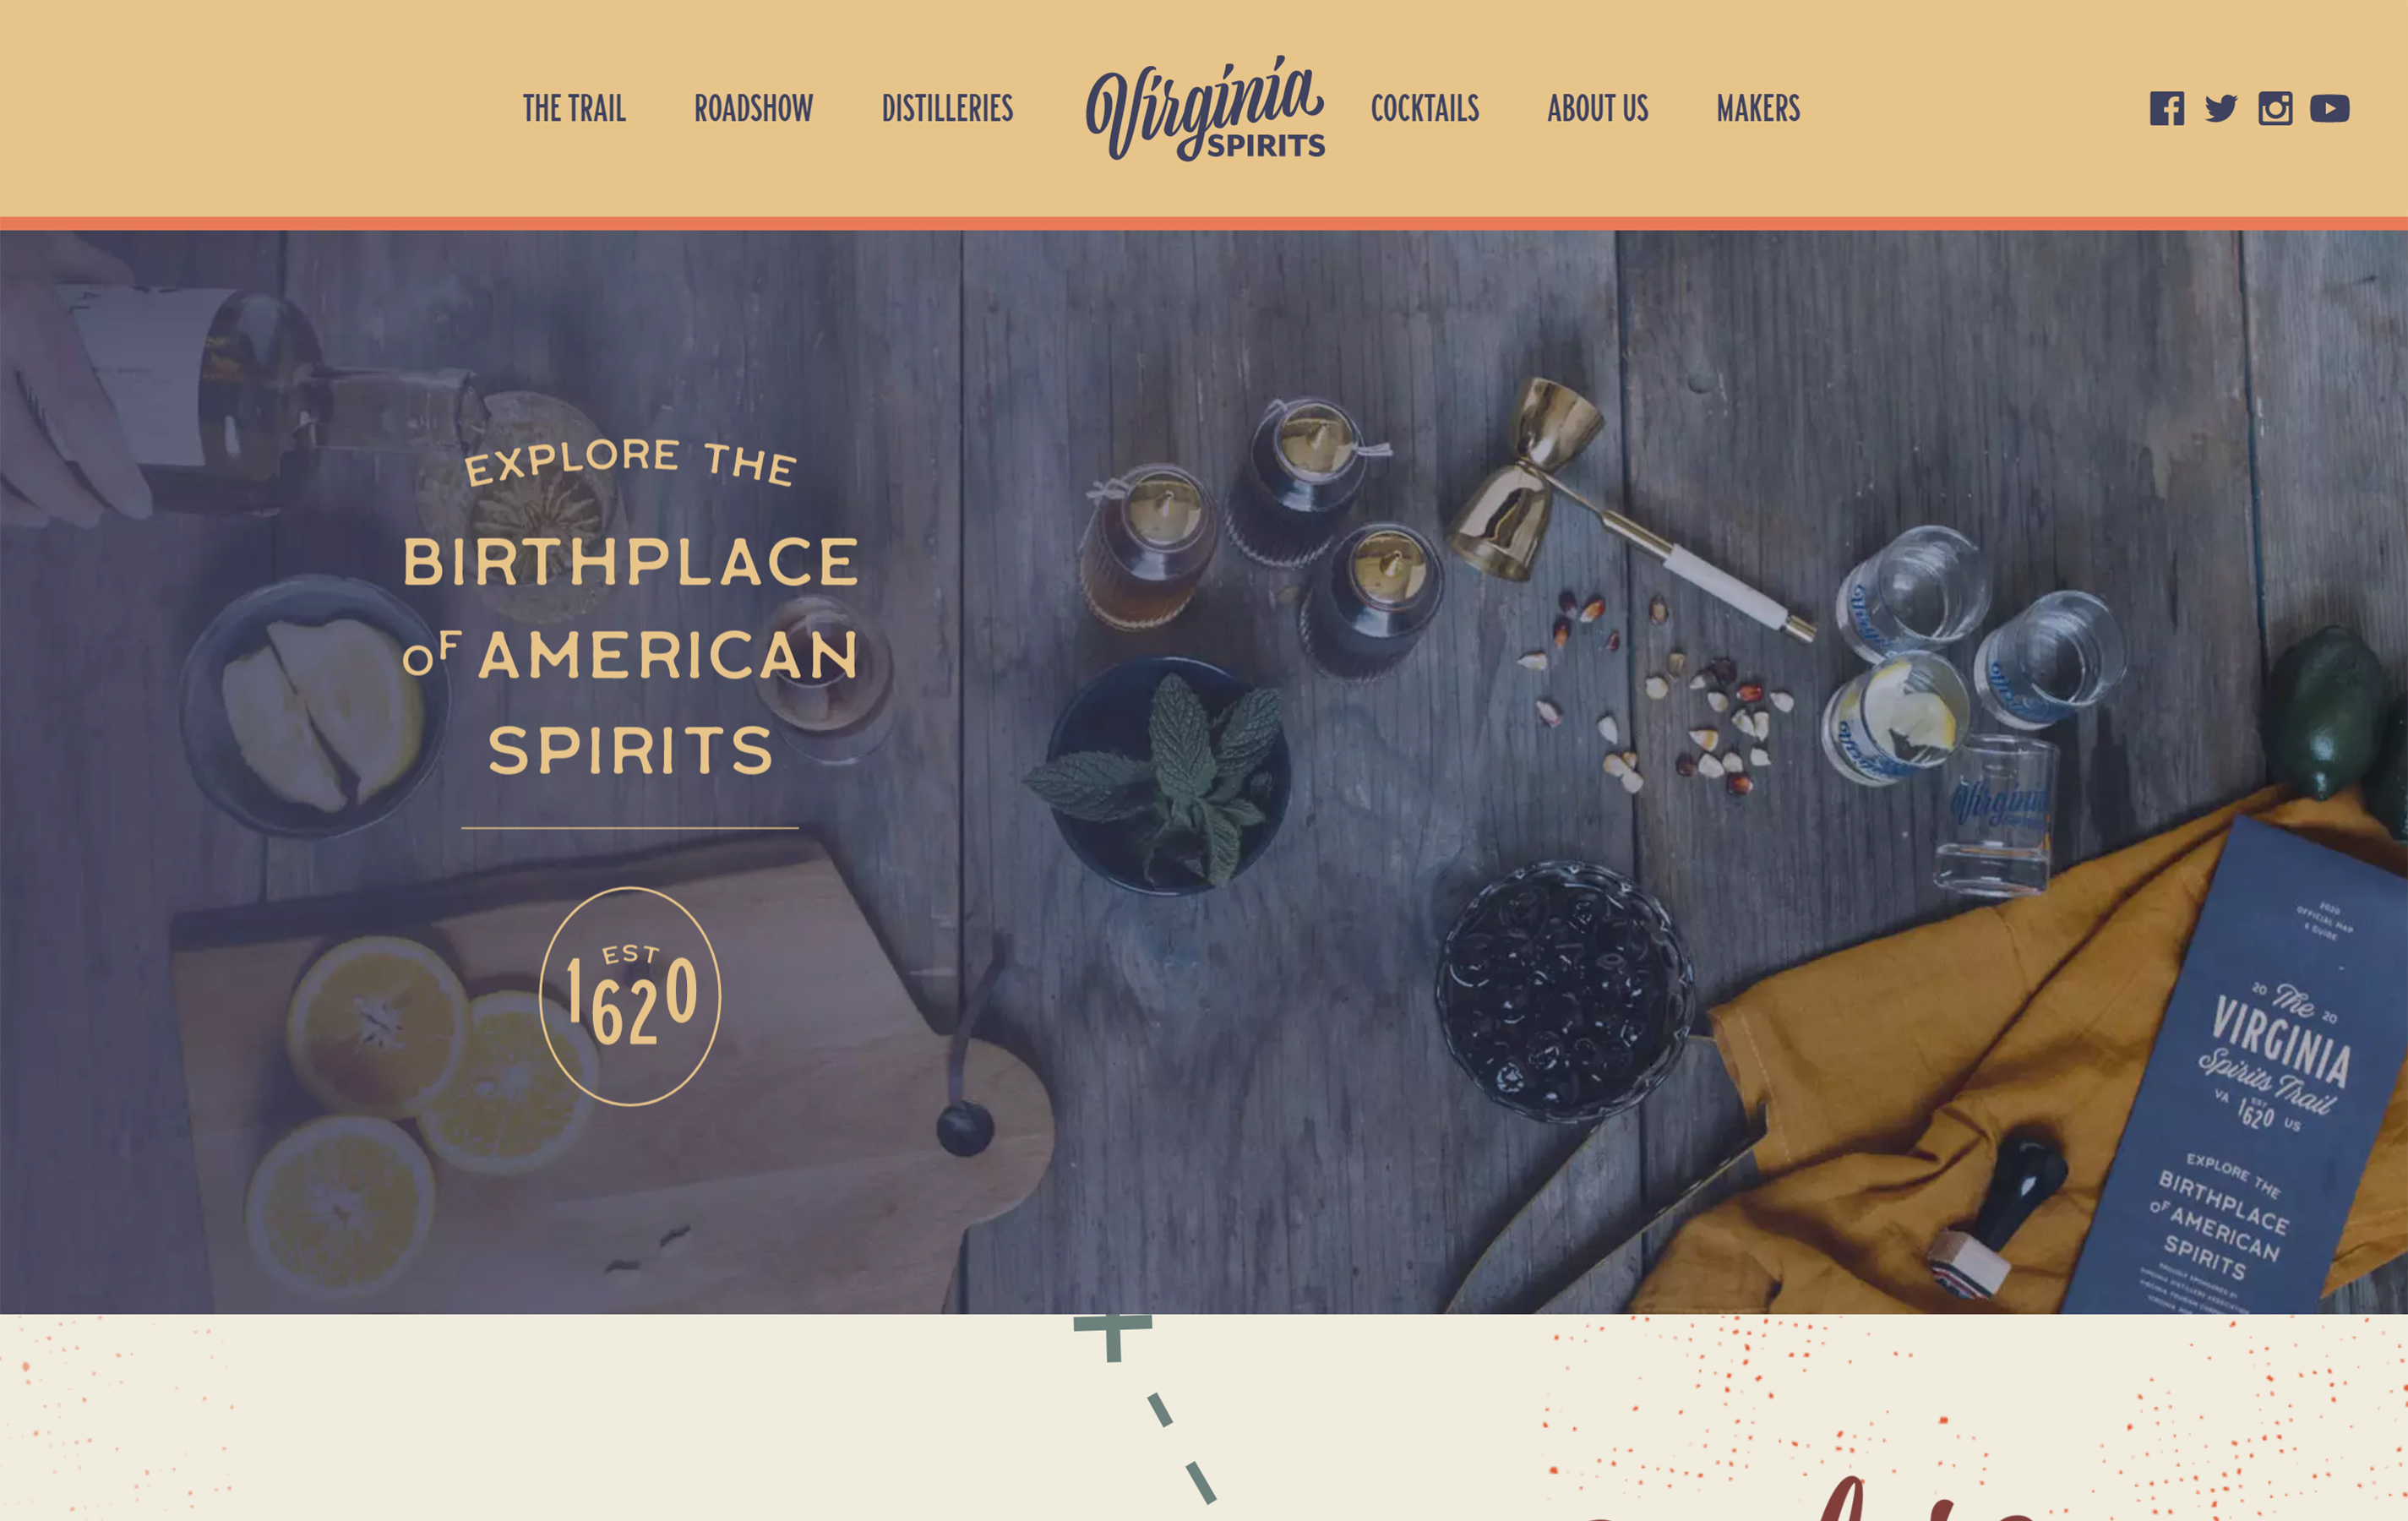 THE TRAIL
ROADSHOW
DISTILLERIES
Virginia
SPIRITS
COCKTAILS
ABOUT US
MAKERS
EXPLORE THE
BIRTHPLACE
OF AMERICAN
SPIRITS
EST
1620
Virginia
2020
OFFICIAL MAP
& GUIDE
20 The 20
VIRGINIA
Spirits Trail
VA EST 1620 US
EXPLORE THE
BIRTHPLACE
OF AMERICAN
SPIRITS